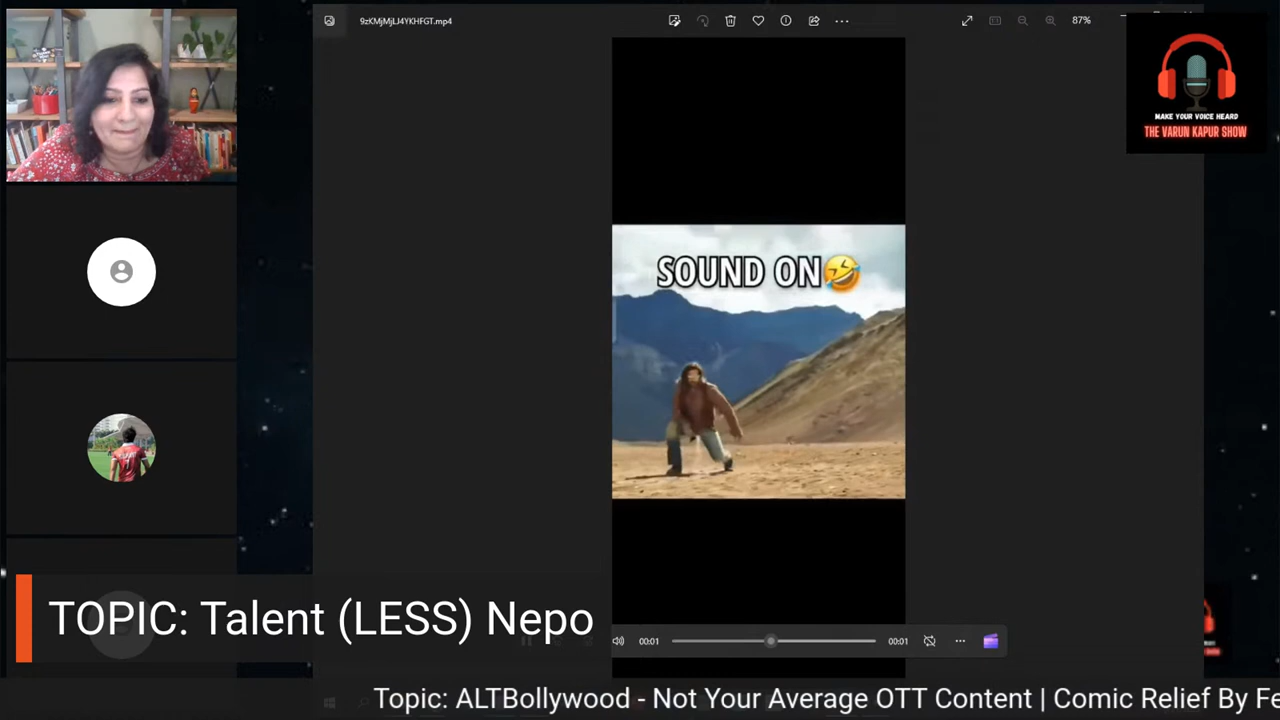 9zKMjMjLJ4YKHFGT.mp4
87%
MAKE YOUR VOICE HEARD
THE VARUN KAPUR SHOW
SOUND ON🤣
TOPIC: Talent (LESS) Nepo
00:01
00:01
Topic: ALTBollywood - Not Your Average OTT Content | Comic Relief By Fe